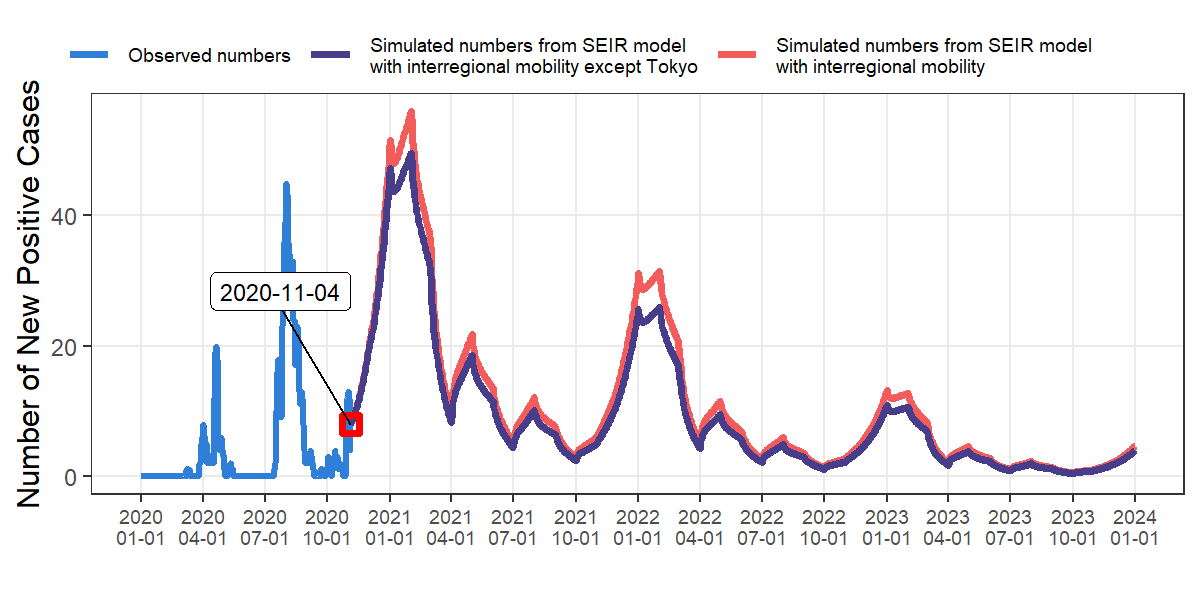 Observed numbers
Simulated numbers from SEIR model
with interregional mobility except Tokyo
Simulated numbers from SEIR model
with interregional mobility
Number of New Positive Cases
40
20
0
2020-11-04
2020 2020 2020 2020 2021 2021 2021 2021 2022 2022 2022 2022 2023 2023 2023 2023 2024
01-01 04-01 07-01 10-01 01-01 04-01 07-01 10-01 01-01 04-01 07-01 10-01 01-01 04-01 07-01 10-01 01-01